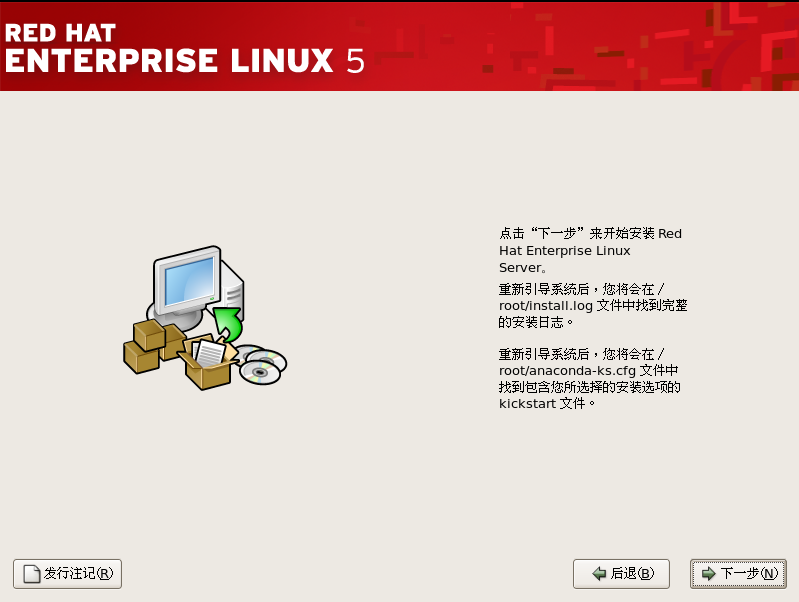 RED HAT
ENTERPRISE LINUX 5
点击“下一步”来开始安装 Red
Hat Enterprise Linux
Server。
重新引导系统后，您将会在 /
root/install.log 文件中找到完整
的安装日志。
重新引导系统后，您将会在 /
root/anaconda-ks.cfg 文件中
找到包含您所选择的安装选项的
kickstart 文件。
发行注记(R)
后退(B)
下一步(N)